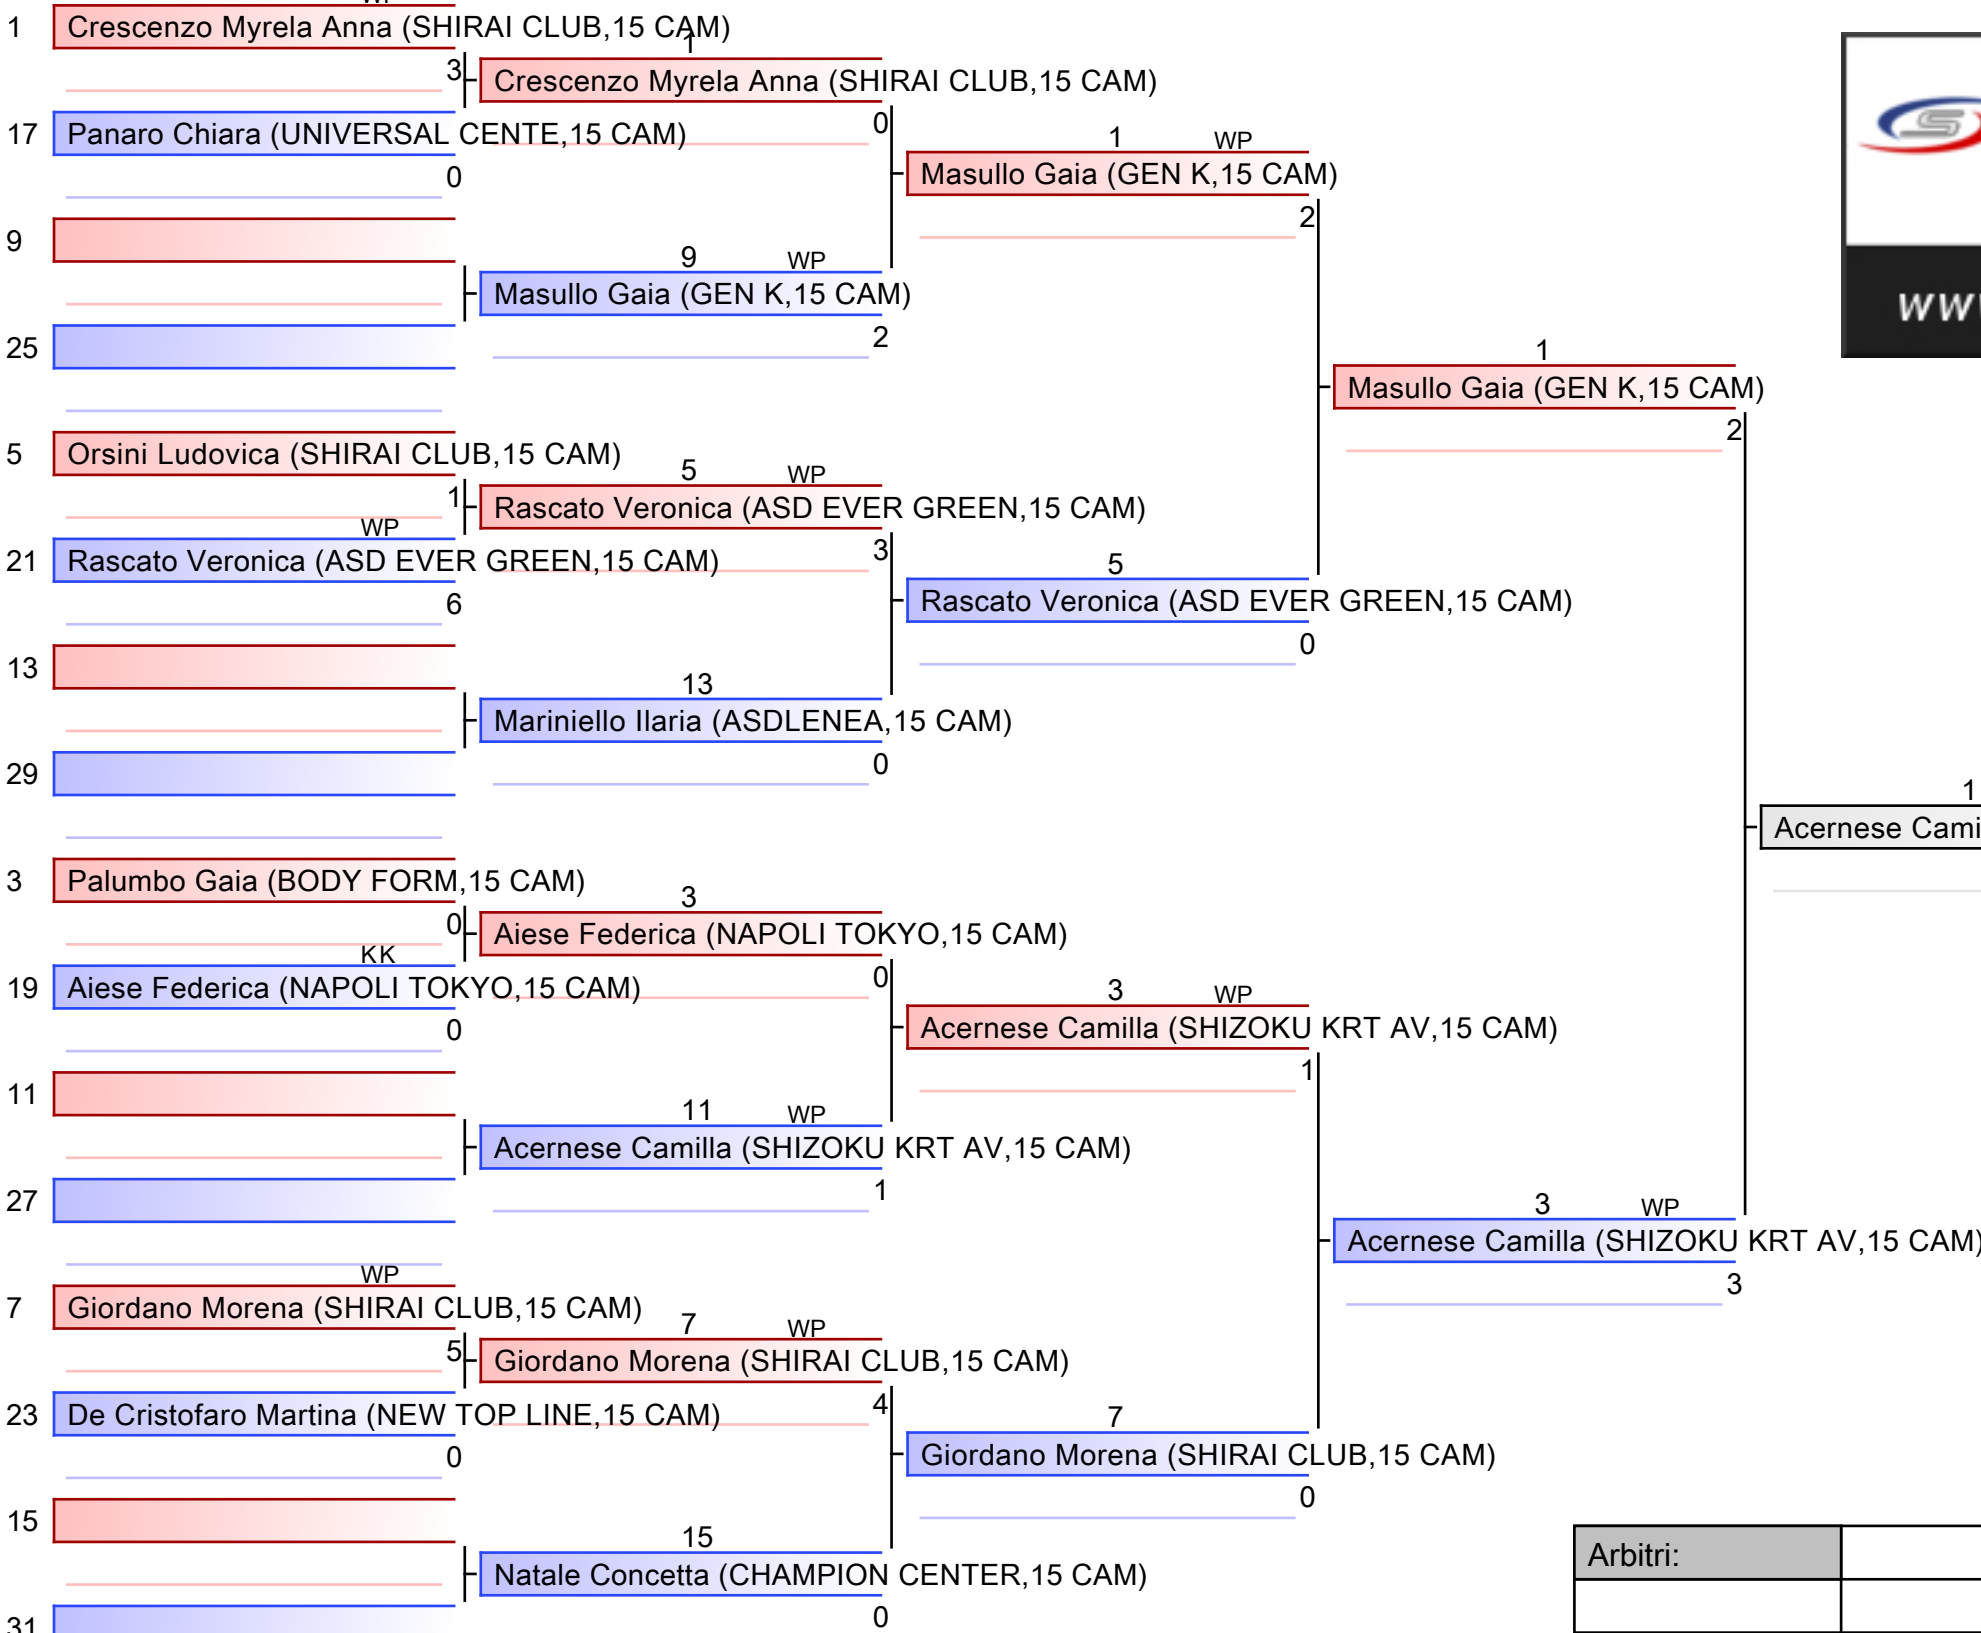 WP
1 Crescenzo Myrela Anna (SHIRAI CLUB,15 CAM)
1
3 Crescenzo Myrela Anna (SHIRAI CLUB,15 CAM)
0
17 Panaro Chiara (UNIVERSAL CENTE,15 CAM)
0
1 WP
Masullo Gaia (GEN K,15 CAM)
2
9
9 WP
Masullo Gaia (GEN K,15 CAM)
2
25
1
Masullo Gaia (GEN K,15 CAM)
2
5 Orsini Ludovica (SHIRAI CLUB,15 CAM)
1
5 WP
Rascato Veronica (ASD EVER GREEN,15 CAM)
3
WP
21 Rascato Veronica (ASD EVER GREEN,15 CAM)
6
5
Rascato Veronica (ASD EVER GREEN,15 CAM)
0
13
13
Mariniello Ilaria (ASDLENEA,15 CAM)
0
29
1
Acernese Cami
3 Palumbo Gaia (BODY FORM,15 CAM)
0
3
Aiese Federica (NAPOLI TOKYO,15 CAM)
0
KK
19 Aiese Federica (NAPOLI TOKYO,15 CAM)
0
3 WP
Acernese Camilla (SHIZOKU KRT AV,15 CAM)
1
11
11 WP
Acernese Camilla (SHIZOKU KRT AV,15 CAM)
1
27
3 WP
Acernese Camilla (SHIZOKU KRT AV,15 CAM)
3
WP
7 Giordano Morena (SHIRAI CLUB,15 CAM)
5
7 WP
Giordano Morena (SHIRAI CLUB,15 CAM)
4
23 De Cristofaro Martina (NEW TOP LINE,15 CAM)
0
7
Giordano Morena (SHIRAI CLUB,15 CAM)
0
15
15
Natale Concetta (CHAMPION CENTER,15 CAM)
0
31
Arbitri: